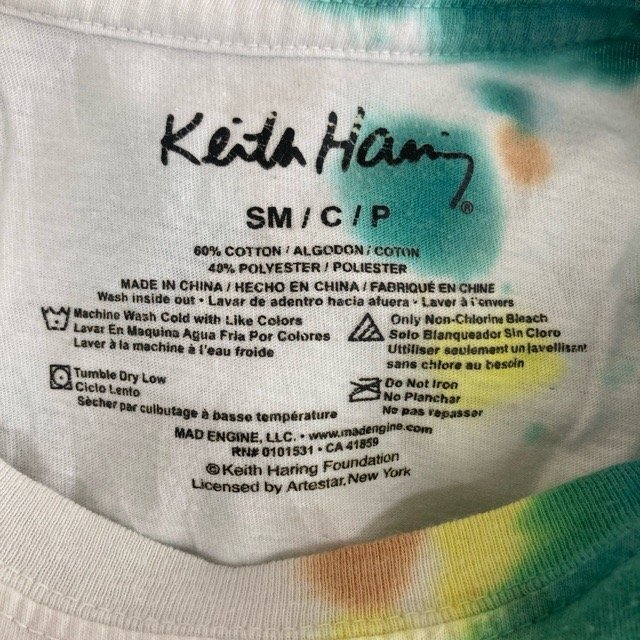 Keith Haring
®
SM / C / P
60% COTTON / ALGODON / COTON
40% POLYESTER / POLIESTER
MADE IN CHINA / HECHO EN CHINA / FABRIQUÉ EN CHINE
Wash inside out • Lavar de adentro hacia afuera • Laver à l'envers
Machine Wash Cold with Like Colors
Lavar En Maquina Agua Fria Por Colores
Laver à la machine à l'eau froide
Only Non-Chlorine Bleach
Solo Blanqueador Sin Cloro
Uttiliser seulement un javellisant
sans chlore au besoin
Tumble Dry Low
Ciclo Lento
Sècher par culbutage à basse température
Do Not Iron
No Planchar
Ne pas repasser
MAD ENGINE, LLC. • www.madengine.com
RN# 0101531 • CA 41859
©Keith Haring Foundation
Licensed by Artestar, New York